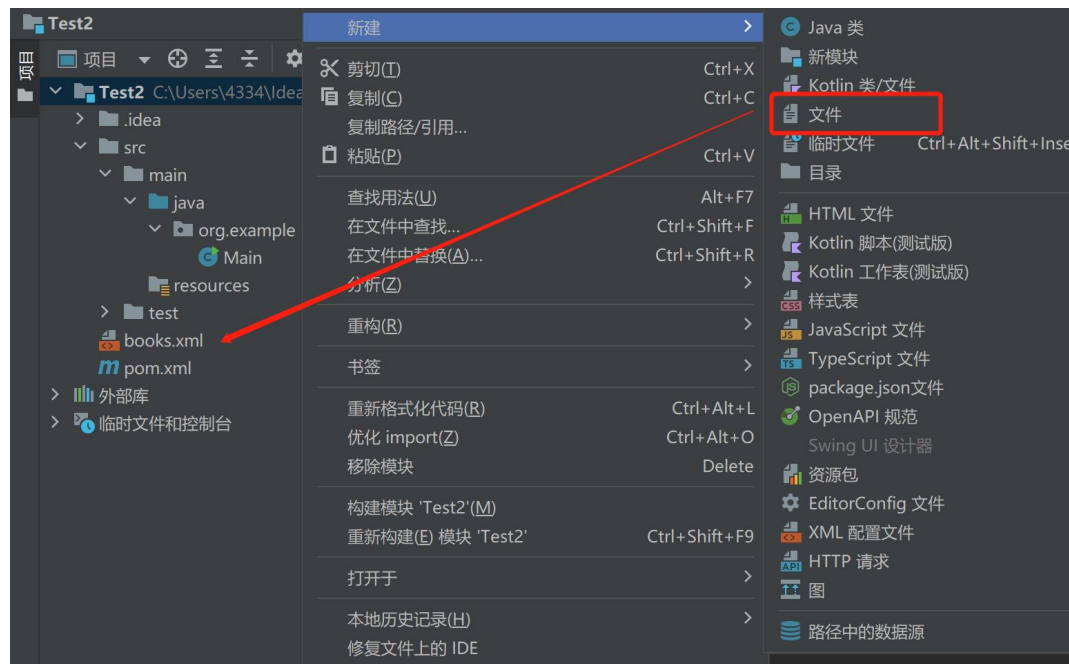 Test2
项目
项目
Test2 C:\Users\4334\Idea
.idea
src
main
java
org.example
Main
resources
test
books.xml
pom.xml
外部库
临时文件和控制台
新建
剪切(T) Ctrl+X
复制(C) Ctrl+C
复制路径/引用...
粘贴(P) Ctrl+V
查找用法(U) Alt+F7
在文件中查找... Ctrl+Shift+F
在文件中替换(A)... Ctrl+Shift+R
分析(Z)
重构(R)
书签
重新格式化代码(R) Ctrl+Alt+L
优化 import(Z) Ctrl+Alt+O
移除模块 Delete
构建模块 'Test2'(M)
重新构建(E) 模块 'Test2' Ctrl+Shift+F9
打开于
本地历史记录(H)
修复文件上的 IDE
Java 类
新模块
Kotlin 类/文件
文件
临时文件 Ctrl+Alt+Shift+Inse
目录
HTML 文件
Kotlin 脚本(测试版)
Kotlin 工作表(测试版)
样式表
JavaScript 文件
TypeScript 文件
package.json文件
OpenAPI 规范
Swing UI 设计器
资源包
EditorConfig 文件
XML 配置文件
HTTP 请求
图
路径中的数据源